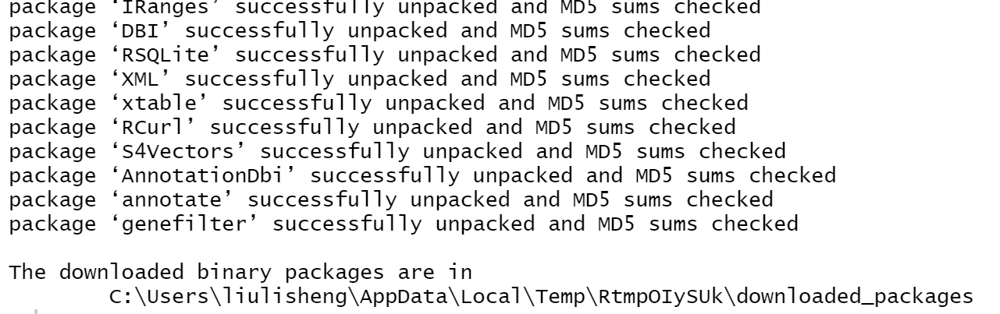 package ‘IRanges’ successfully unpacked and MD5 sums checked
package ‘DBI’ successfully unpacked and MD5 sums checked
package ‘RSQLite’ successfully unpacked and MD5 sums checked
package ‘XML’ successfully unpacked and MD5 sums checked
package ‘xtable’ successfully unpacked and MD5 sums checked
package ‘RCurl’ successfully unpacked and MD5 sums checked
package ‘S4Vectors’ successfully unpacked and MD5 sums checked
package ‘AnnotationDbi’ successfully unpacked and MD5 sums checked
package ‘annotate’ successfully unpacked and MD5 sums checked
package ‘genefilter’ successfully unpacked and MD5 sums checked
The downloaded binary packages are in
C:\Users\liulisheng\AppData\Local\Temp\RtmpOIySUk\downloaded_packages